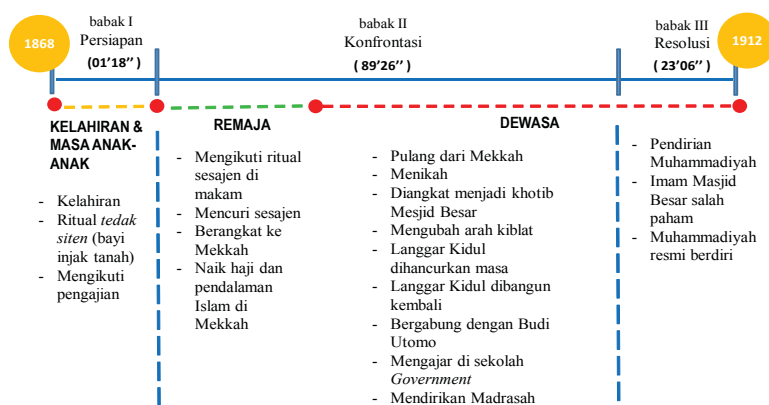 1868
babak I
Persiapan
(01'18'')
babak II
Konfrontasi
( 89'26'')
babak III
Resolusi
( 23'06'')
1912
KELAHIRAN &
MASA ANAK-
ANAK
- Kelahiran
- Ritual tedak
siten (bayi
injak tanah)
- Mengikuti
pengajian
REMAJA
- Mengikuti ritual
sesajen di
makam
- Mencuri sesajen
- Berangkat ke
Mekkah
- Naik haji dan
pendalaman
Islam di
Mekkah
DEWASA
- Pulang dari Mekkah
- Menikah
- Diangkat menjadi khotib
Mesjid Besar
- Mengubah arah kiblat
- Langgar Kidul
dihancurkan masa
- Langgar Kidul dibangun
kembali
- Bergabung dengan Budi
Utomo
- Mengajar di sekolah
Government
- Mendirikan Madrasah
- Pendirian
Muhammadiyah
- Imam Masjid
Besar salah
paham
- Muhammadiyah
resmi berdiri